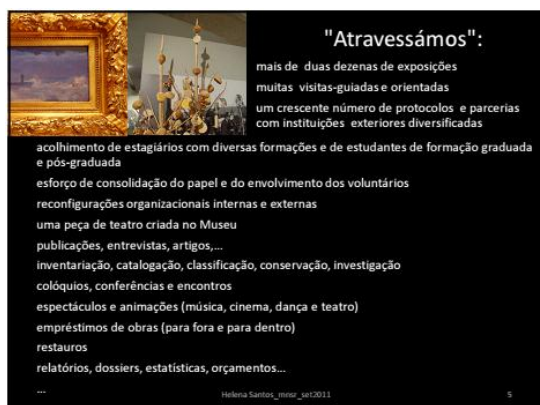 "Atravessámos":
mais de duas dezenas de exposições
muitas visitas-guiadas e orientadas
um crescente número de protocolos e parcerias
com instituições exteriores diversificadas
acolhimento de estagiários com diversas formações e de estudantes de formação graduada
e pós-graduada
esforço de consolidação do papel e do envolvimento dos voluntários
reconfigurações organizacionais internas e externas
uma peça de teatro criada no Museu
publicações, entrevistas, artigos,...
inventariação, catalogação, classificação, conservação, investigação
colóquios, conferências e encontros
espectáculos e animações (música, cinema, dança e teatro)
empréstimos de obras (para fora e para dentro)
restauros
relatórios, dossiers, estatísticas, orçamentos...
...
Helena Santos_mnsr_set2011 5